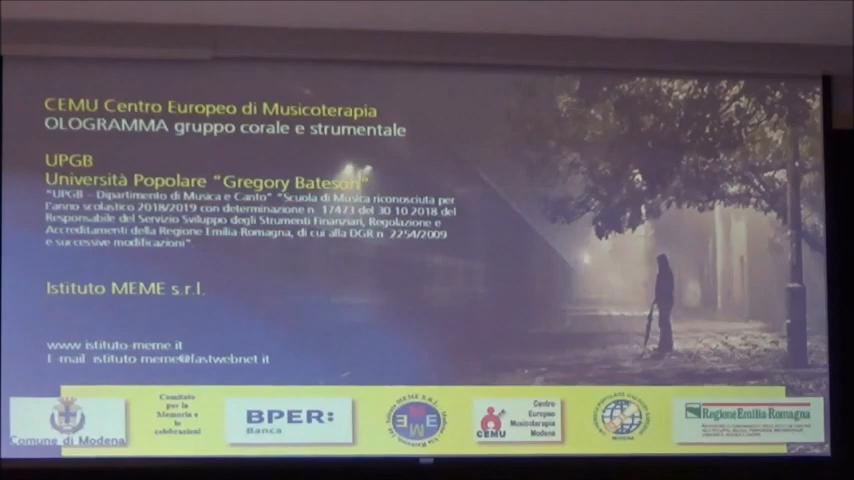 CEMU Centro Europeo di Musicoterapia
OLOGRAMMA gruppo corale e strumentale
UPGB
Università Popolare "Gregory Bateson"
"UPGB - Dipartimento di Musica e Canto" "Scuola di Musica riconosciuta per
l'anno scolastico 2018/2019 con determinazione n. 17473 del 30 10 2018 del
Responsabile del Servizio Sviluppo degli Strumenti Finanziari, Regolazione e
Accreditamenti della Regione Emilia Romagna, di cui alla DGR n 2254/2009
e successive modificazioni"
Istituto MEME s.r.l.
www istituto-meme it
E-mail istituto meme@fastwebnet it
Comune di Modena
Comitato
per la
Memoria e
le
celebrazioni
BPER:
Banca
MEME S.R.L.
CEMU
Centro
Europeo
Musicoterapia
Modena
MODENA
RegioneEmilia-Romagna